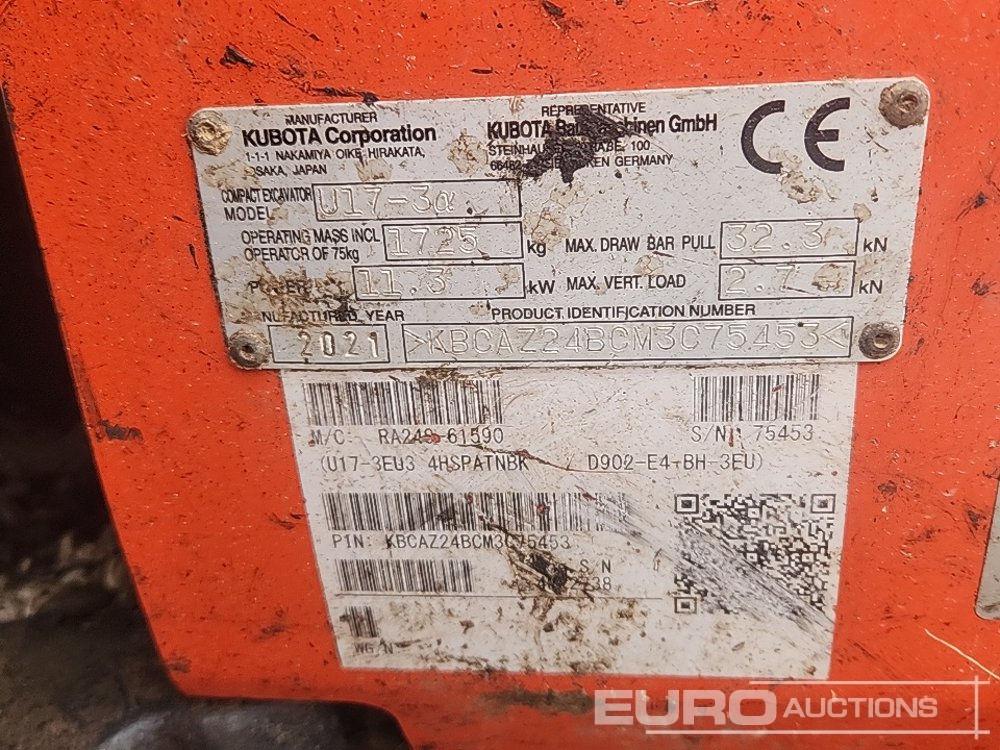 MANUFACTURER
KUBOTA Corporation
1-1-1 NAKAMIYA OIKE HIRAKATA,
OSAKA, JAPAN
REPRESENTATIVE
KUBOTA GmbH
100
GERMANY
CE
COMPACT EXCAVATOR
MODEL U17-3α
OPERATING MASS INCL
OPERATOR OF 75kg 1725 kg MAX. DRAW BAR PULL 32.3 kN
11.3 kW MAX. VERT. LOAD 2.7 kN
YEAR PRODUCT IDENTIFICATION NUMBER
2021 >KBCAZ24BCM3C75453<
M/C 61590 S/N 75453
(U17-3EU3 4HSPATNBK / D902-E4-BH-3EU)
PIN: KBCAZ24BCM3C75453
S/N
WG/N
EURO AUCTIONS